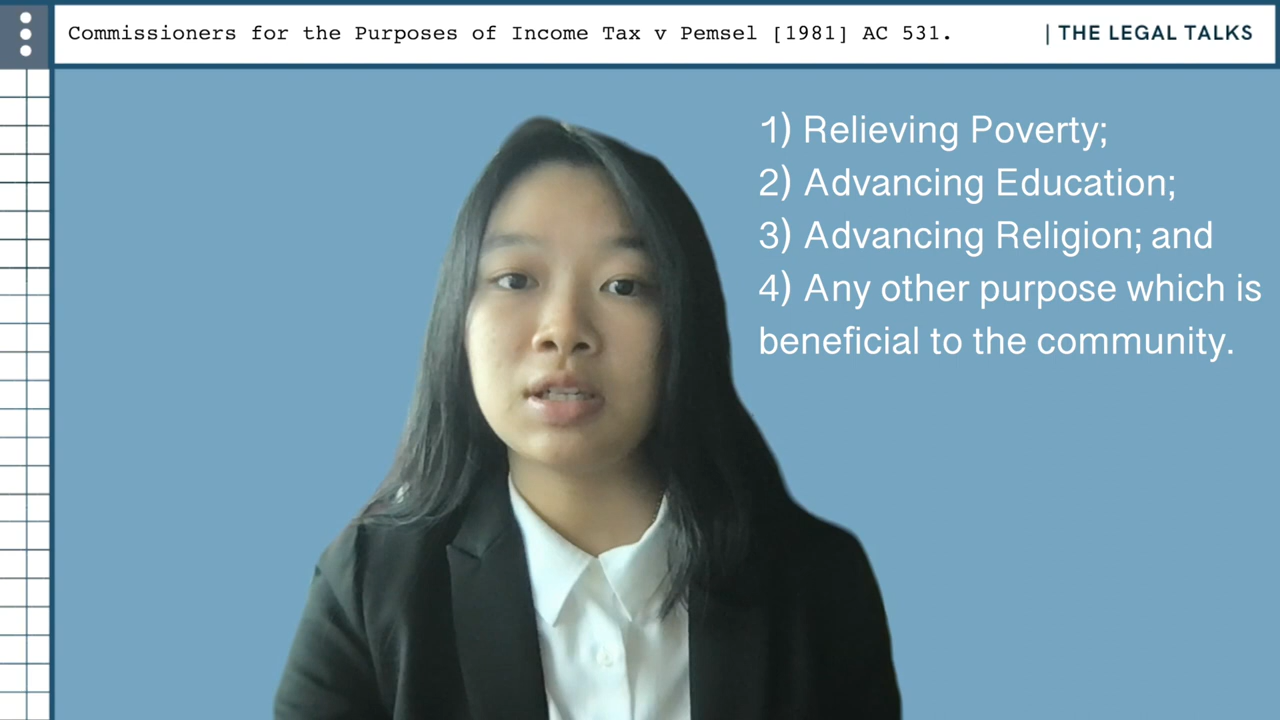 Commissioners for the Purposes of Income Tax v Pemsel [1981] AC 531.
| THE LEGAL TALKS
1) Relieving Poverty;
2) Advancing Education;
3) Advancing Religion; and
4) Any other purpose which is
beneficial to the community.